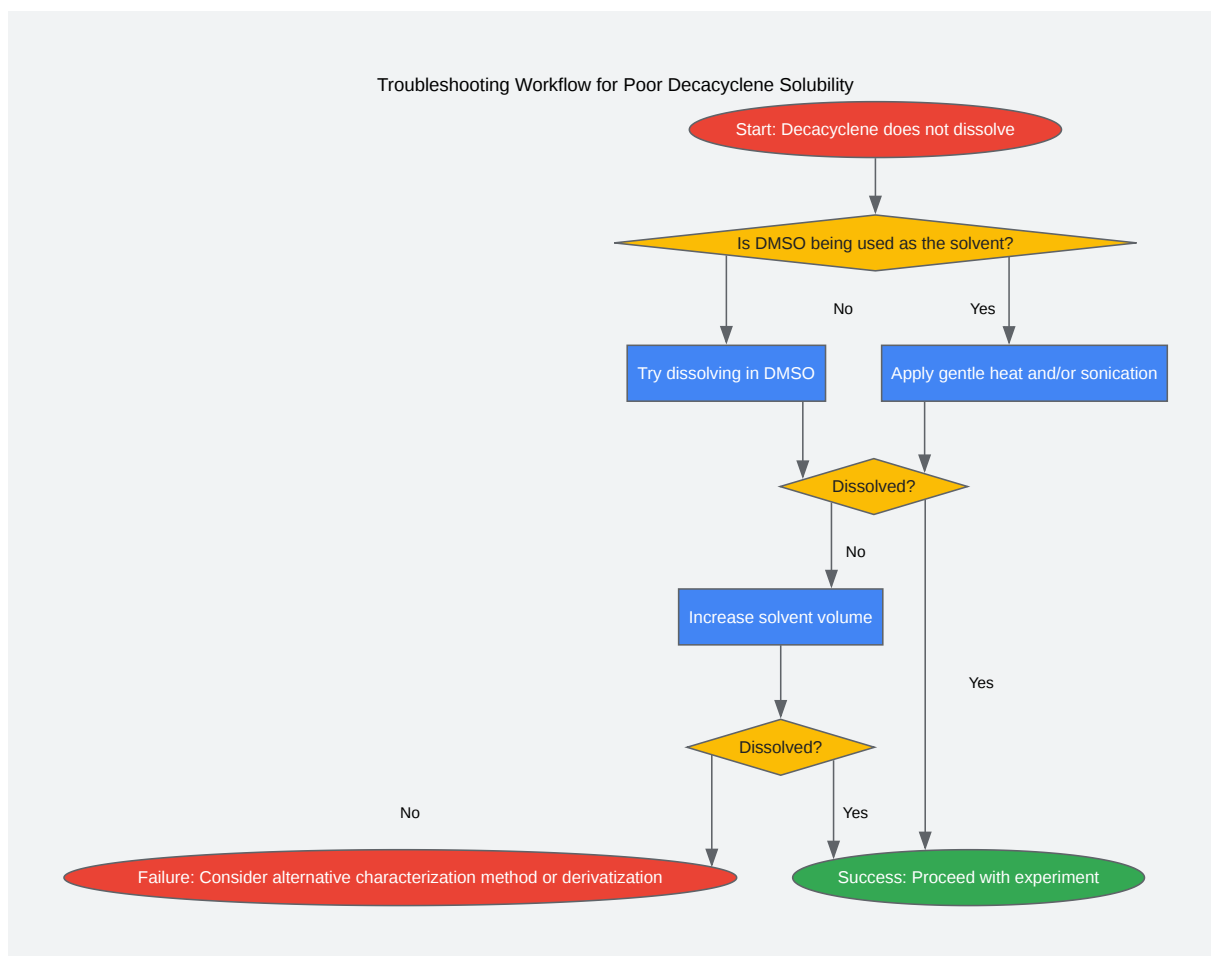 Troubleshooting Workflow for Poor Decacyclene Solubility
Start: Decacyclene does not dissolve
Is DMSO being used as the solvent?
No
Yes
Try dissolving in DMSO
Apply gentle heat and/or sonication
Dissolved?
No
Increase solvent volume
Yes
Dissolved?
No
Yes
Failure: Consider alternative characterization method or derivatization
Success: Proceed with experiment